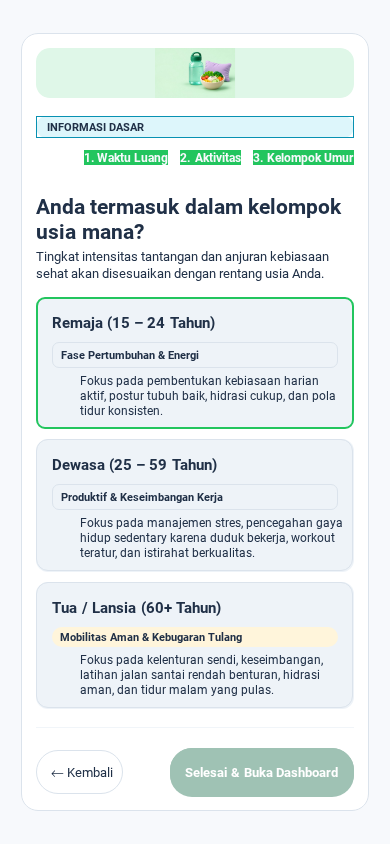 INFORMASI DASAR
1. Waktu Luang 2. Aktivitas 3. Kelompok Umur
Anda termasuk dalam kelompok
usia mana?
Tingkat intensitas tantangan dan anjuran kebiasaan
sehat akan disesuaikan dengan rentang usia Anda.
Remaja (15 – 24 Tahun)
Fase Pertumbuhan & Energi
Fokus pada pembentukan kebiasaan harian
aktif, postur tubuh baik, hidrasi cukup, dan pola
tidur konsisten.
Dewasa (25 – 59 Tahun)
Produktif & Keseimbangan Kerja
Fokus pada manajemen stres, pencegahan gaya
hidup sedentary karena duduk bekerja, workout
teratur, dan istirahat berkualitas.
Tua / Lansia (60+ Tahun)
Mobilitas Aman & Kebugaran Tulang
Fokus pada kelenturan sendi, keseimbangan,
latihan jalan santai rendah benturan, hidrasi
aman, dan tidur malam yang pulas.
← Kembali
Selesai & Buka Dashboard